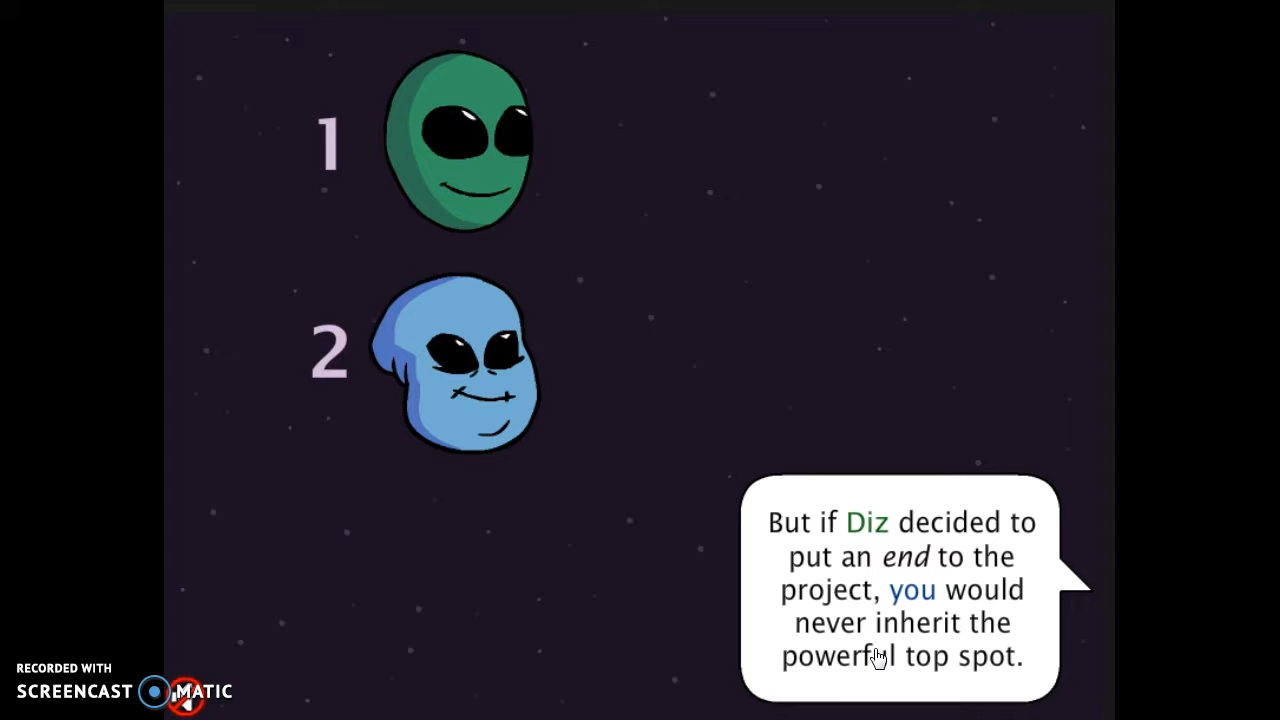 1
2
But if Diz decided to
put an end to the
project, you would
never inherit the
powerful top spot.
RECORDED WITH
SCREENCAST MATIC